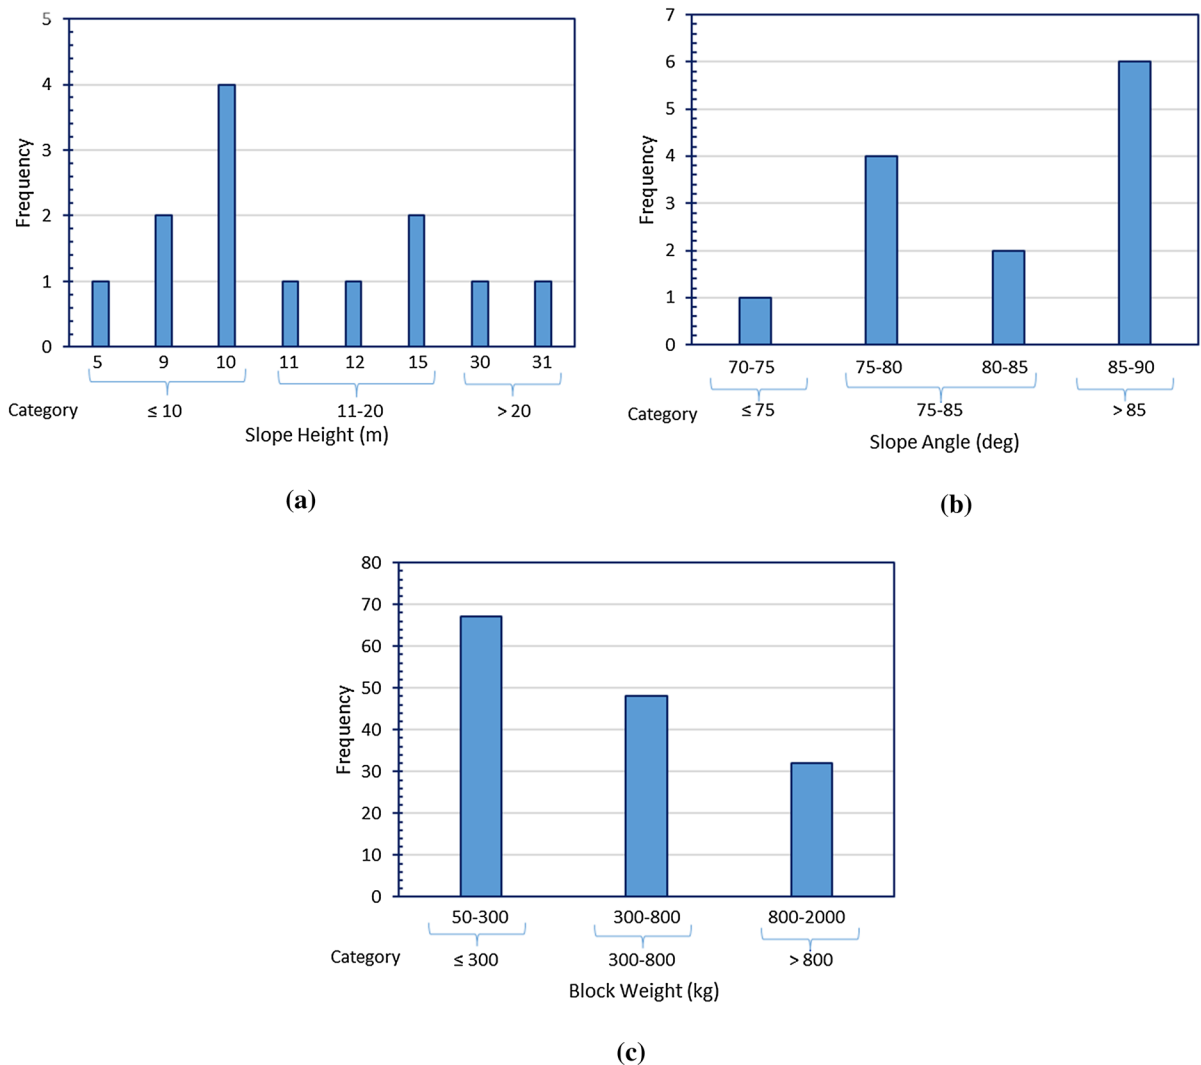 5
4
3
2
1
0
Frequency
5 9 10 11 12 15 30 31
Category ≤ 10 11-20 > 20
Slope Height (m)
(a)
7
6
5
4
3
2
1
0
Frequency
70-75 75-80 80-85 85-90
Category ≤ 75 75-85 > 85
Slope Angle (deg)
(b)
80
70
60
50
40
30
20
10
0
Frequency
50-300 300-800 800-2000
Category ≤ 300 300-800 > 800
Block Weight (kg)
(c)